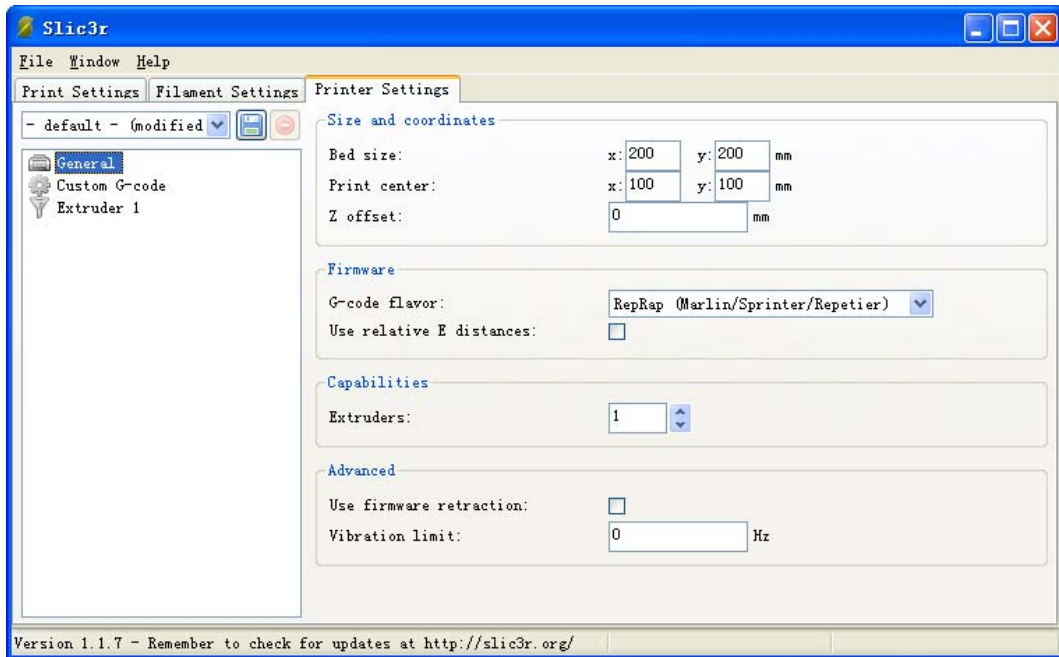 Slic3r
File Window Help
Print Settings Filament Settings Printer Settings
- default - (modified
General
Custom G-code
Extruder 1
Size and coordinates
Bed size: x: 200 y: 200 mm
Print center: x: 100 y: 100 mm
Z offset: 0 mm
Firmware
G-code flavor: RepRap (Marlin/Sprinter/Repetier)
Use relative E distances:
Capabilities
Extruders: 1
Advanced
Use firmware retraction:
Vibration limit: 0 Hz
Version 1.1.7 - Remember to check for updates at http://slic3r.org/